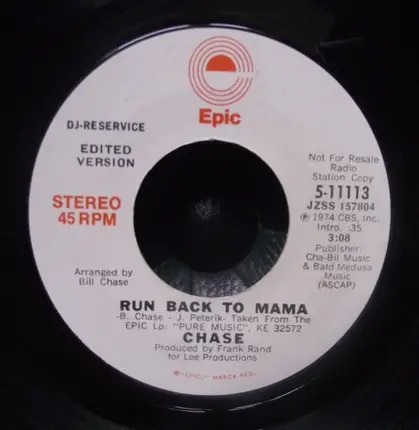 Epic
DJ-RESERVICE
EDITED
VERSION
STEREO
45 RPM
Not For Resale
Radio
Station Copy
5-11113
JZSS 157804
Ⓟ 1974 CBS, Inc.
Intro. :35
3:08
Publisher:
Cha-Bil Music
& Bald Medusa
Music
(ASCAP)
Arranged by
Bill Chase
RUN BACK TO MAMA
-B. Chase - J. Peterik- Taken From The
EPIC Lp: "PURE MUSIC", KE 32572
CHASE
Produced by Frank Rand
for Lee Productions
EPIC, MARCA REG.